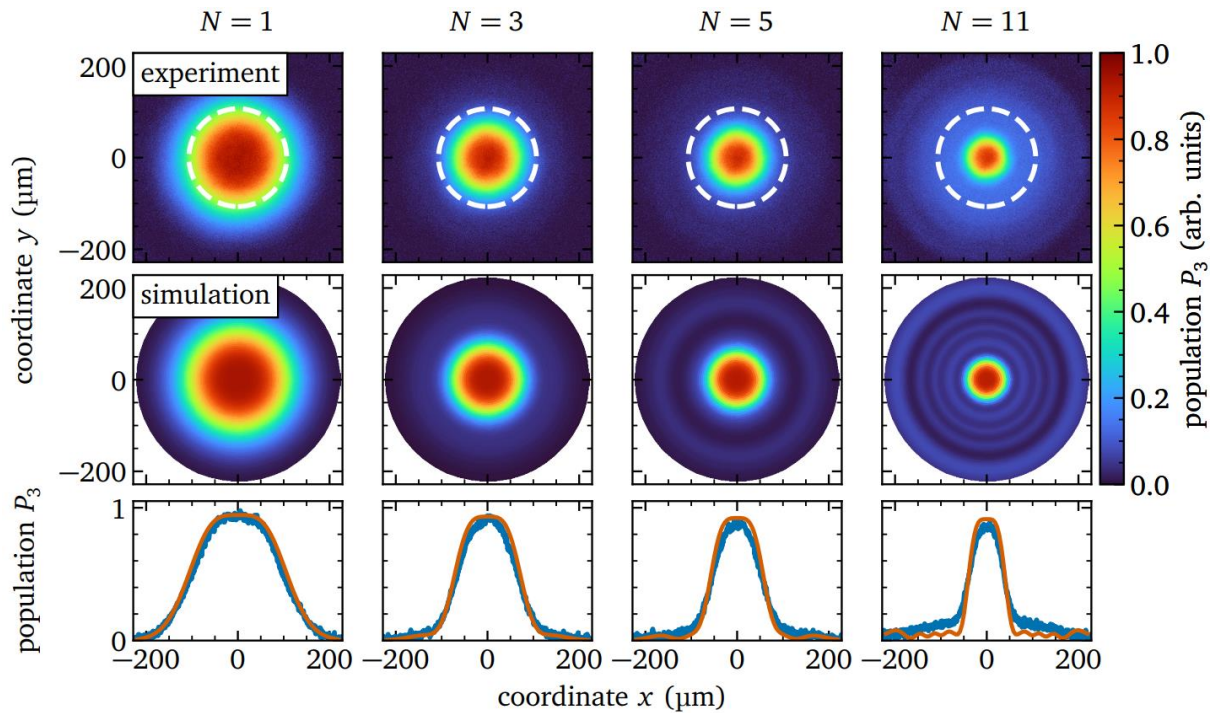 N = 1 N = 3 N = 5 N = 11
experiment
200
0
−200
coordinate y (µm)
simulation
200
0
−200
1.0
0.8
0.6
0.4
0.2
0.0
population P3 (arb. units)
population P3
1
0
−200 0 200 −200 0 200 −200 0 200 −200 0 200
coordinate x (µm)